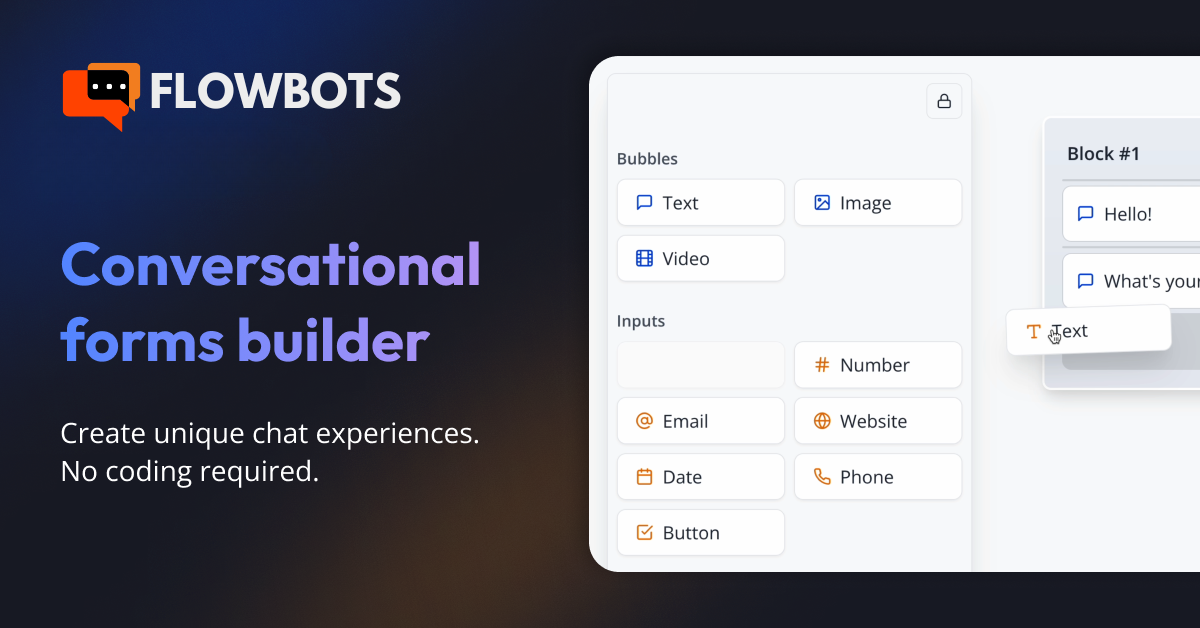 FLOWBOTS
Conversational
forms builder
Create unique chat experiences.
No coding required.
Bubbles
Text
Image
Video
Inputs
Number
Email
Website
Date
Phone
Button
Block #1
Hello!
What's your
Text